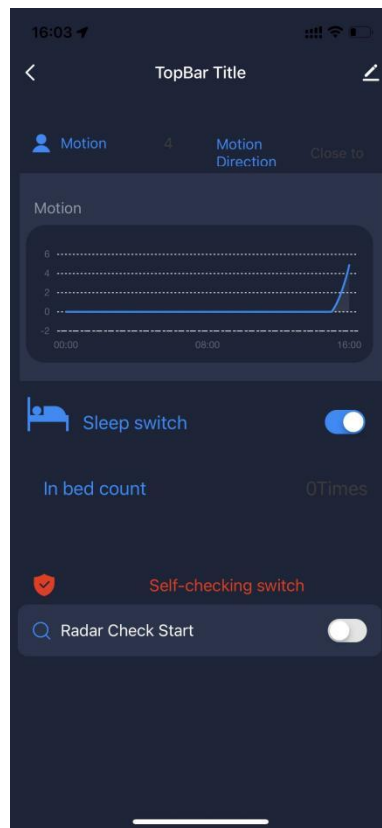 16:03
TopBar Title
Motion 4 Motion Close to
Direction
Motion
6
4
2
0
-2
00:00 08:00 16:00
Sleep switch
In bed count 0Times
Self-checking switch
Radar Check Start